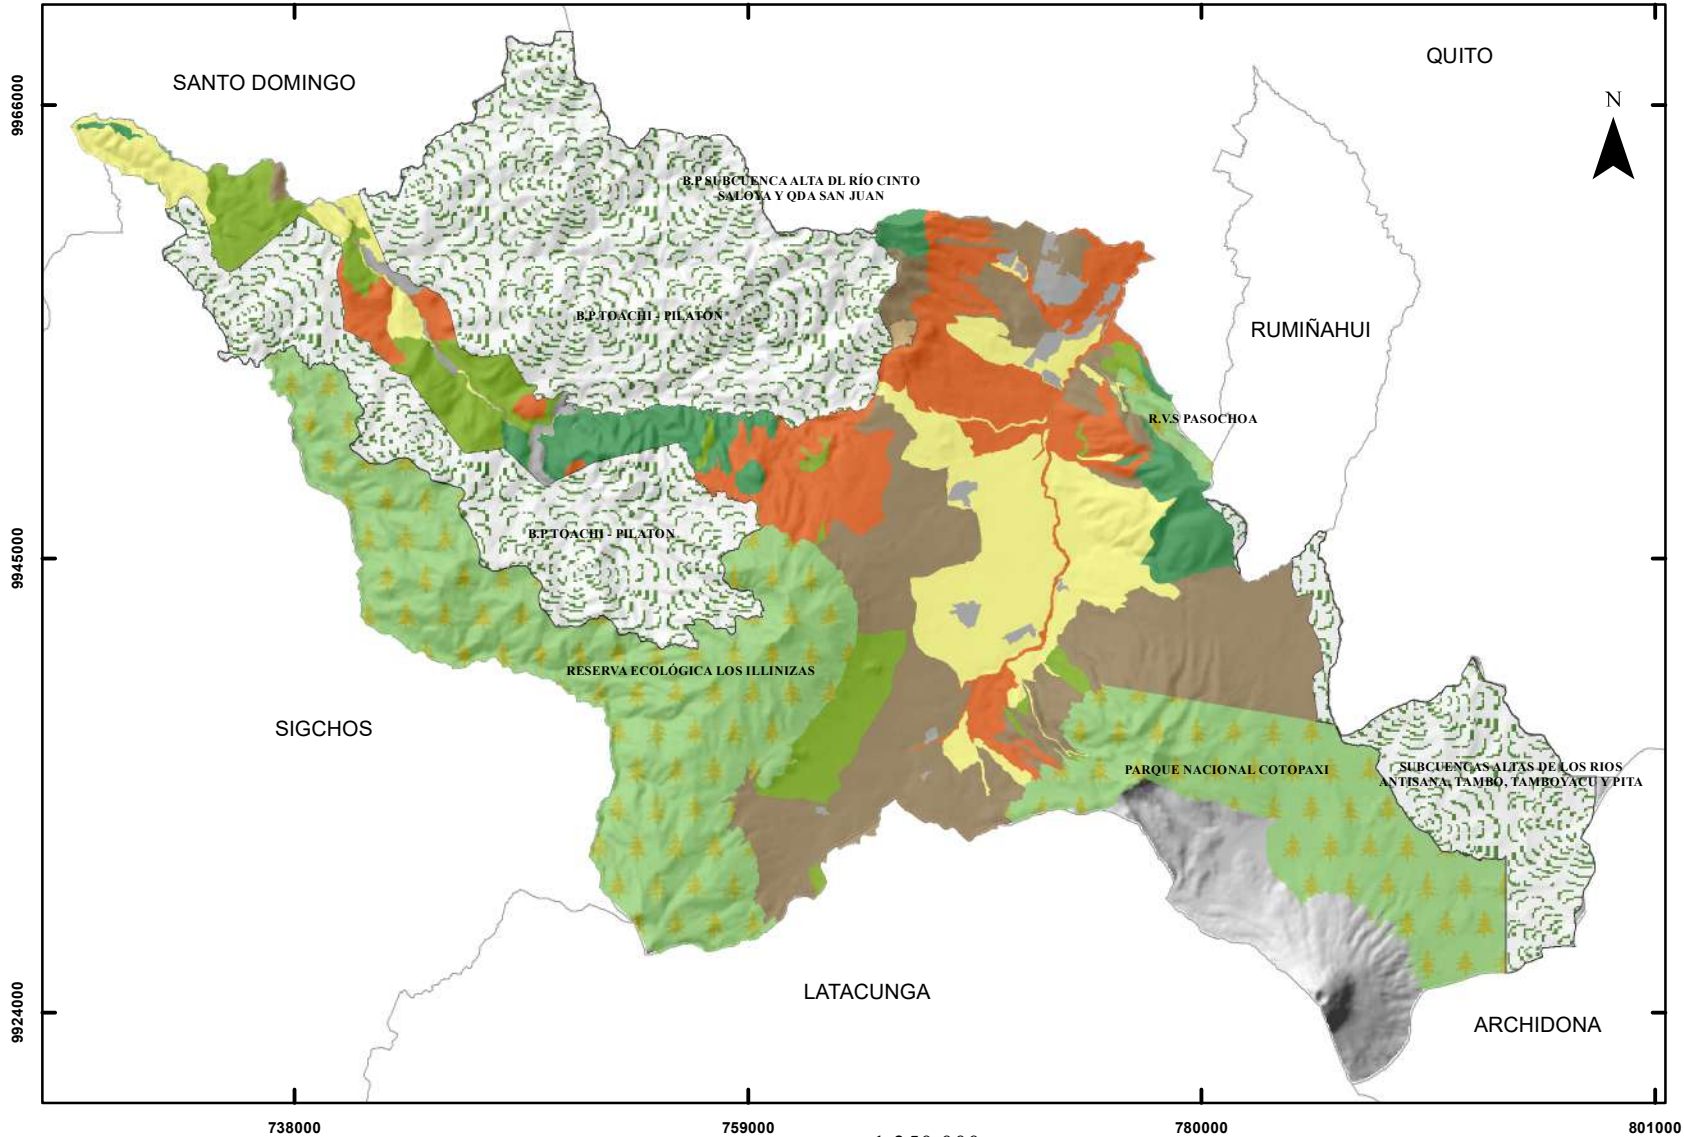 QUITO
SANTO DOMINGO
N
9966000
B.P SUBCUENCA ALTA DL RÍO CINTO
SALOYA Y QDA SAN JUAN
B.P TOACHI - PILATON
RUMIÑAHUI
R.V.S PASOCHOA
B.P TOACHI - PILATON
9945000
RESERVA ECOLÓGICA LOS ILLINIZAS
SIGCHOS
PARQUE NACIONAL COTOPAXI
SUBCUENCAS ALTAS DE LOS RIOS
ANTISANA, TAMBO, TAMBOYACU Y PITA
LATACUNGA
9924000
ARCHIDONA
738000
759000
780000
801000